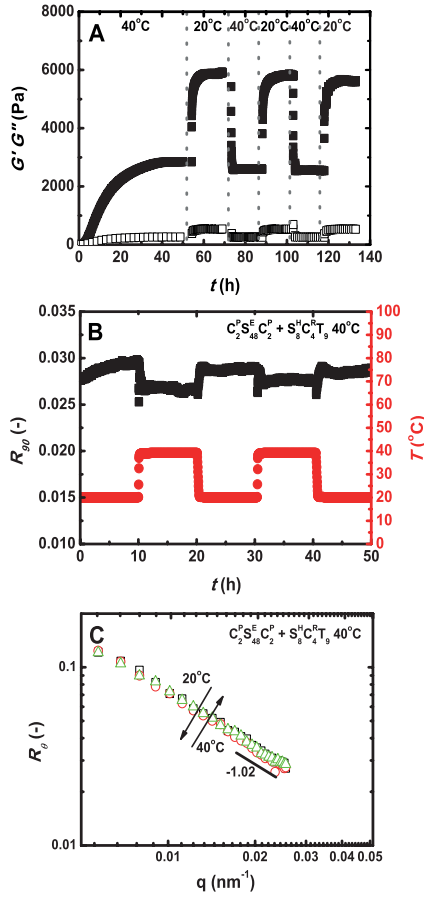 A
40°C 20°C 40°C 20°C 40°C 20°C
G' G'' (Pa)
6000
4000
2000
0
0 20 40 60 80 100 120 140
t (h)
B
C₂ᴾS₄₈ᴱC₂ᴾ + S₈ᴴC₄ᴿT₉ 40°C
R₉₀ (-)
0.035
0.030
0.025
0.020
0.015
0.010
100
90
80
70
60
50
40
30
20
10
0
T (°C)
0 10 20 30 40 50
t (h)
C
C₂ᴾS₄₈ᴱC₂ᴾ + S₈ᴴC₄ᴿT₉ 40°C
Rθ (-)
0.1
0.01
20°C
40°C
-1.02
0.01 0.02 0.03 0.04 0.05
q (nm⁻¹)